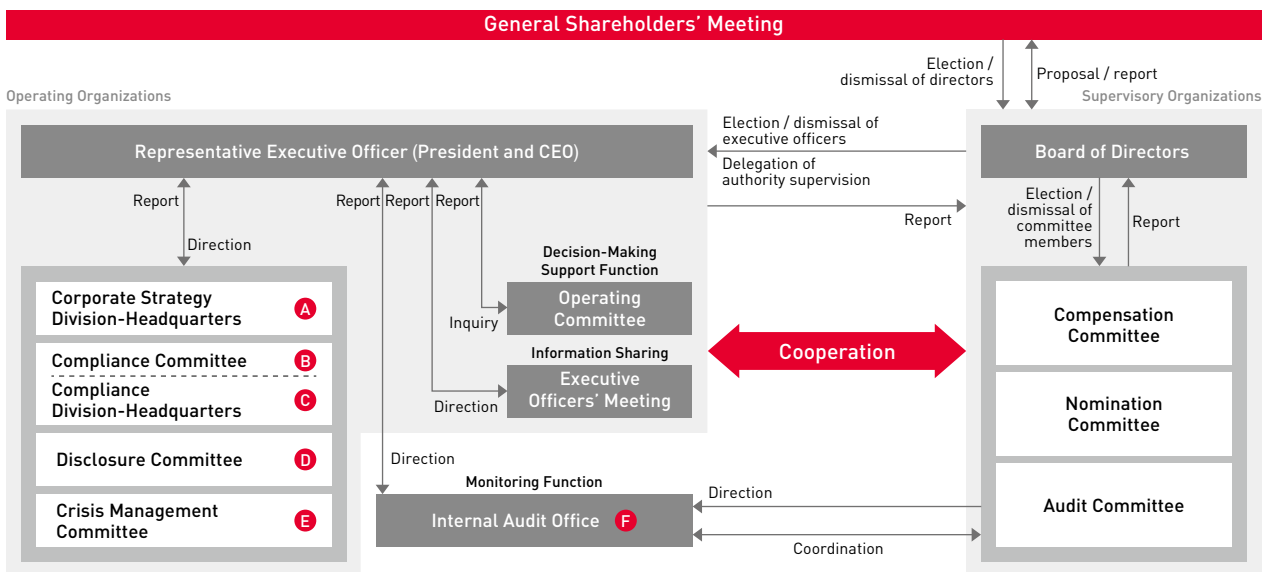 General Shareholders' Meeting
Election /
dismissal of directors
Proposal / report
Operating Organizations
Supervisory Organizations
Representative Executive Officer (President and CEO)
Election / dismissal of
executive officers
Delegation of
authority supervision
Report
Board of Directors
Election /
dismissal of
committee
members
Report
Report
Direction
Report
Report
Report
Decision-Making
Support Function
Operating
Committee
Inquiry
Information Sharing
Executive
Officers' Meeting
Direction
Corporate Strategy
Division-Headquarters
A
Compliance Committee
B
Compliance
Division-Headquarters
C
Disclosure Committee
D
Crisis Management
Committee
E
Cooperation
Compensation
Committee
Nomination
Committee
Audit Committee
Direction
Monitoring Function
Internal Audit Office
F
Direction
Coordination